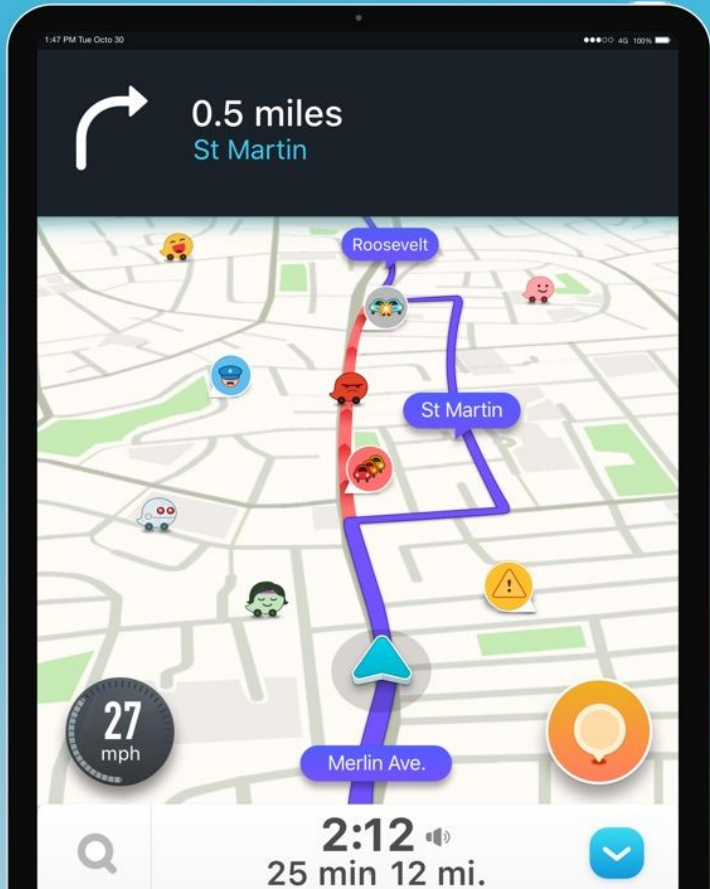 1:47 PM Tue Octo 30
4G 100%
0.5 miles
St Martin
Roosevelt
St Martin
27
mph
Merlin Ave.
2:12
25 min 12 mi.